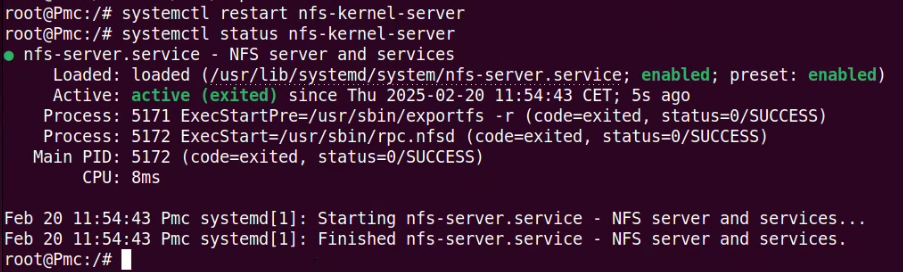 root@Pmc:/# systemctl restart nfs-kernel-server
root@Pmc:/# systemctl status nfs-kernel-server
● nfs-server.service - NFS server and services
     Loaded: loaded (/usr/lib/systemd/system/nfs-server.service; enabled; preset: enabled)
     Active: active (exited) since Thu 2025-02-20 11:54:43 CET; 5s ago
    Process: 5171 ExecStartPre=/usr/sbin/exportfs -r (code=exited, status=0/SUCCESS)
    Process: 5172 ExecStart=/usr/sbin/rpc.nfsd (code=exited, status=0/SUCCESS)
   Main PID: 5172 (code=exited, status=0/SUCCESS)
        CPU: 8ms
Feb 20 11:54:43 Pmc systemd[1]: Starting nfs-server.service - NFS server and services...
Feb 20 11:54:43 Pmc systemd[1]: Finished nfs-server.service - NFS server and services.
root@Pmc:/#